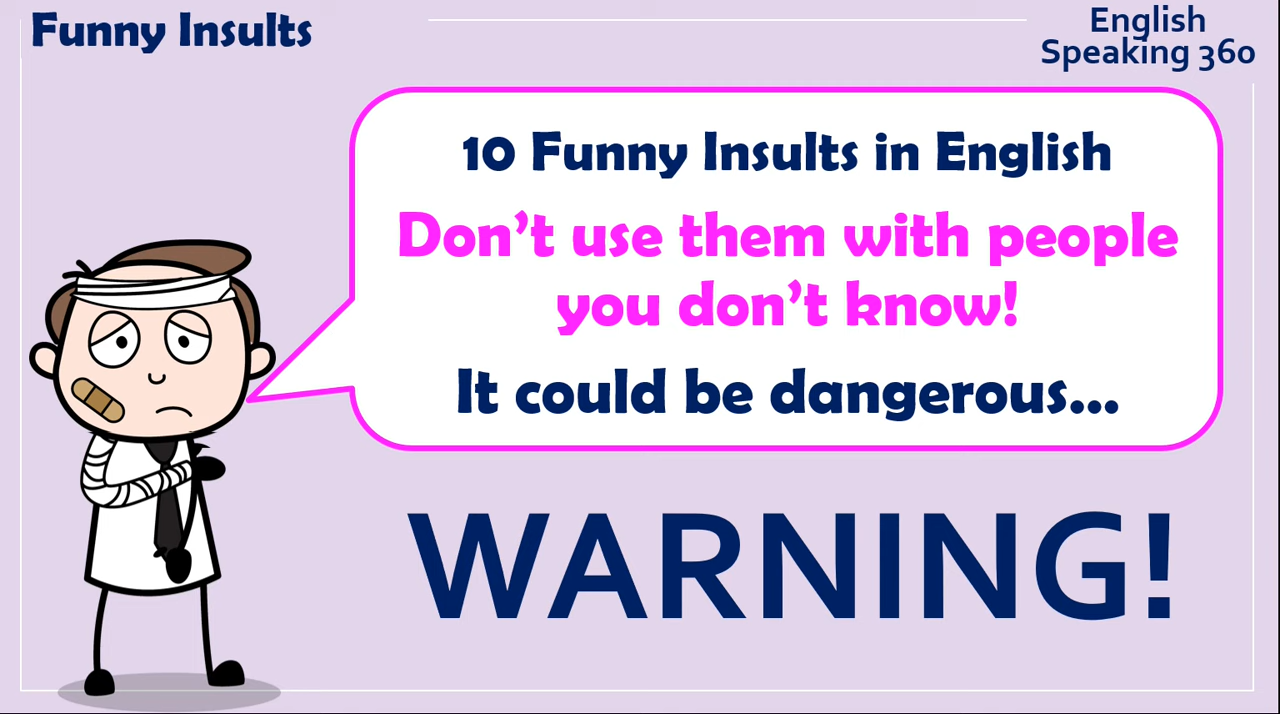 Funny Insults
English
Speaking 360
10 Funny Insults in English
Don't use them with people
you don't know!
It could be dangerous...
WARNING!